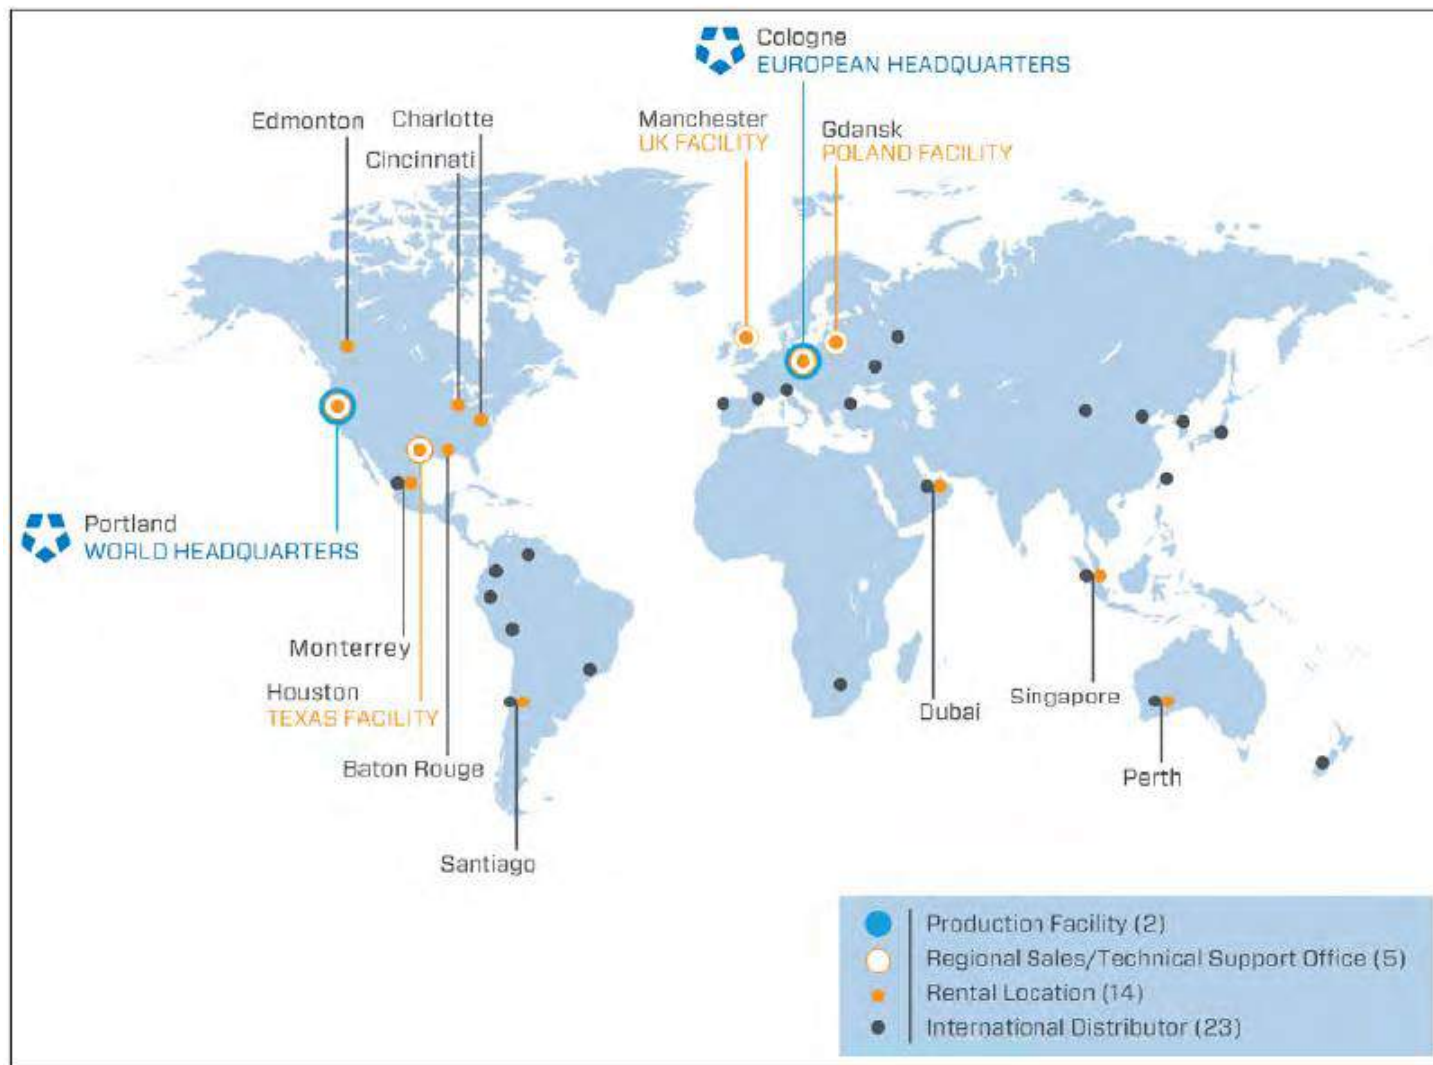 Cologne
EUROPEAN HEADQUARTERS
Edmonton
Charlotte
Cincinnati
Manchester
UK FACILITY
Gdansk
POLAND FACILITY
Portland
WORLD HEADQUARTERS
Monterrey
Houston
TEXAS FACILITY
Baton Rouge
Santiago
Dubai
Singapore
Perth
Production Facility (2)
Regional Sales/Technical Support Office (5)
Rental Location (14)
International Distributor (23)